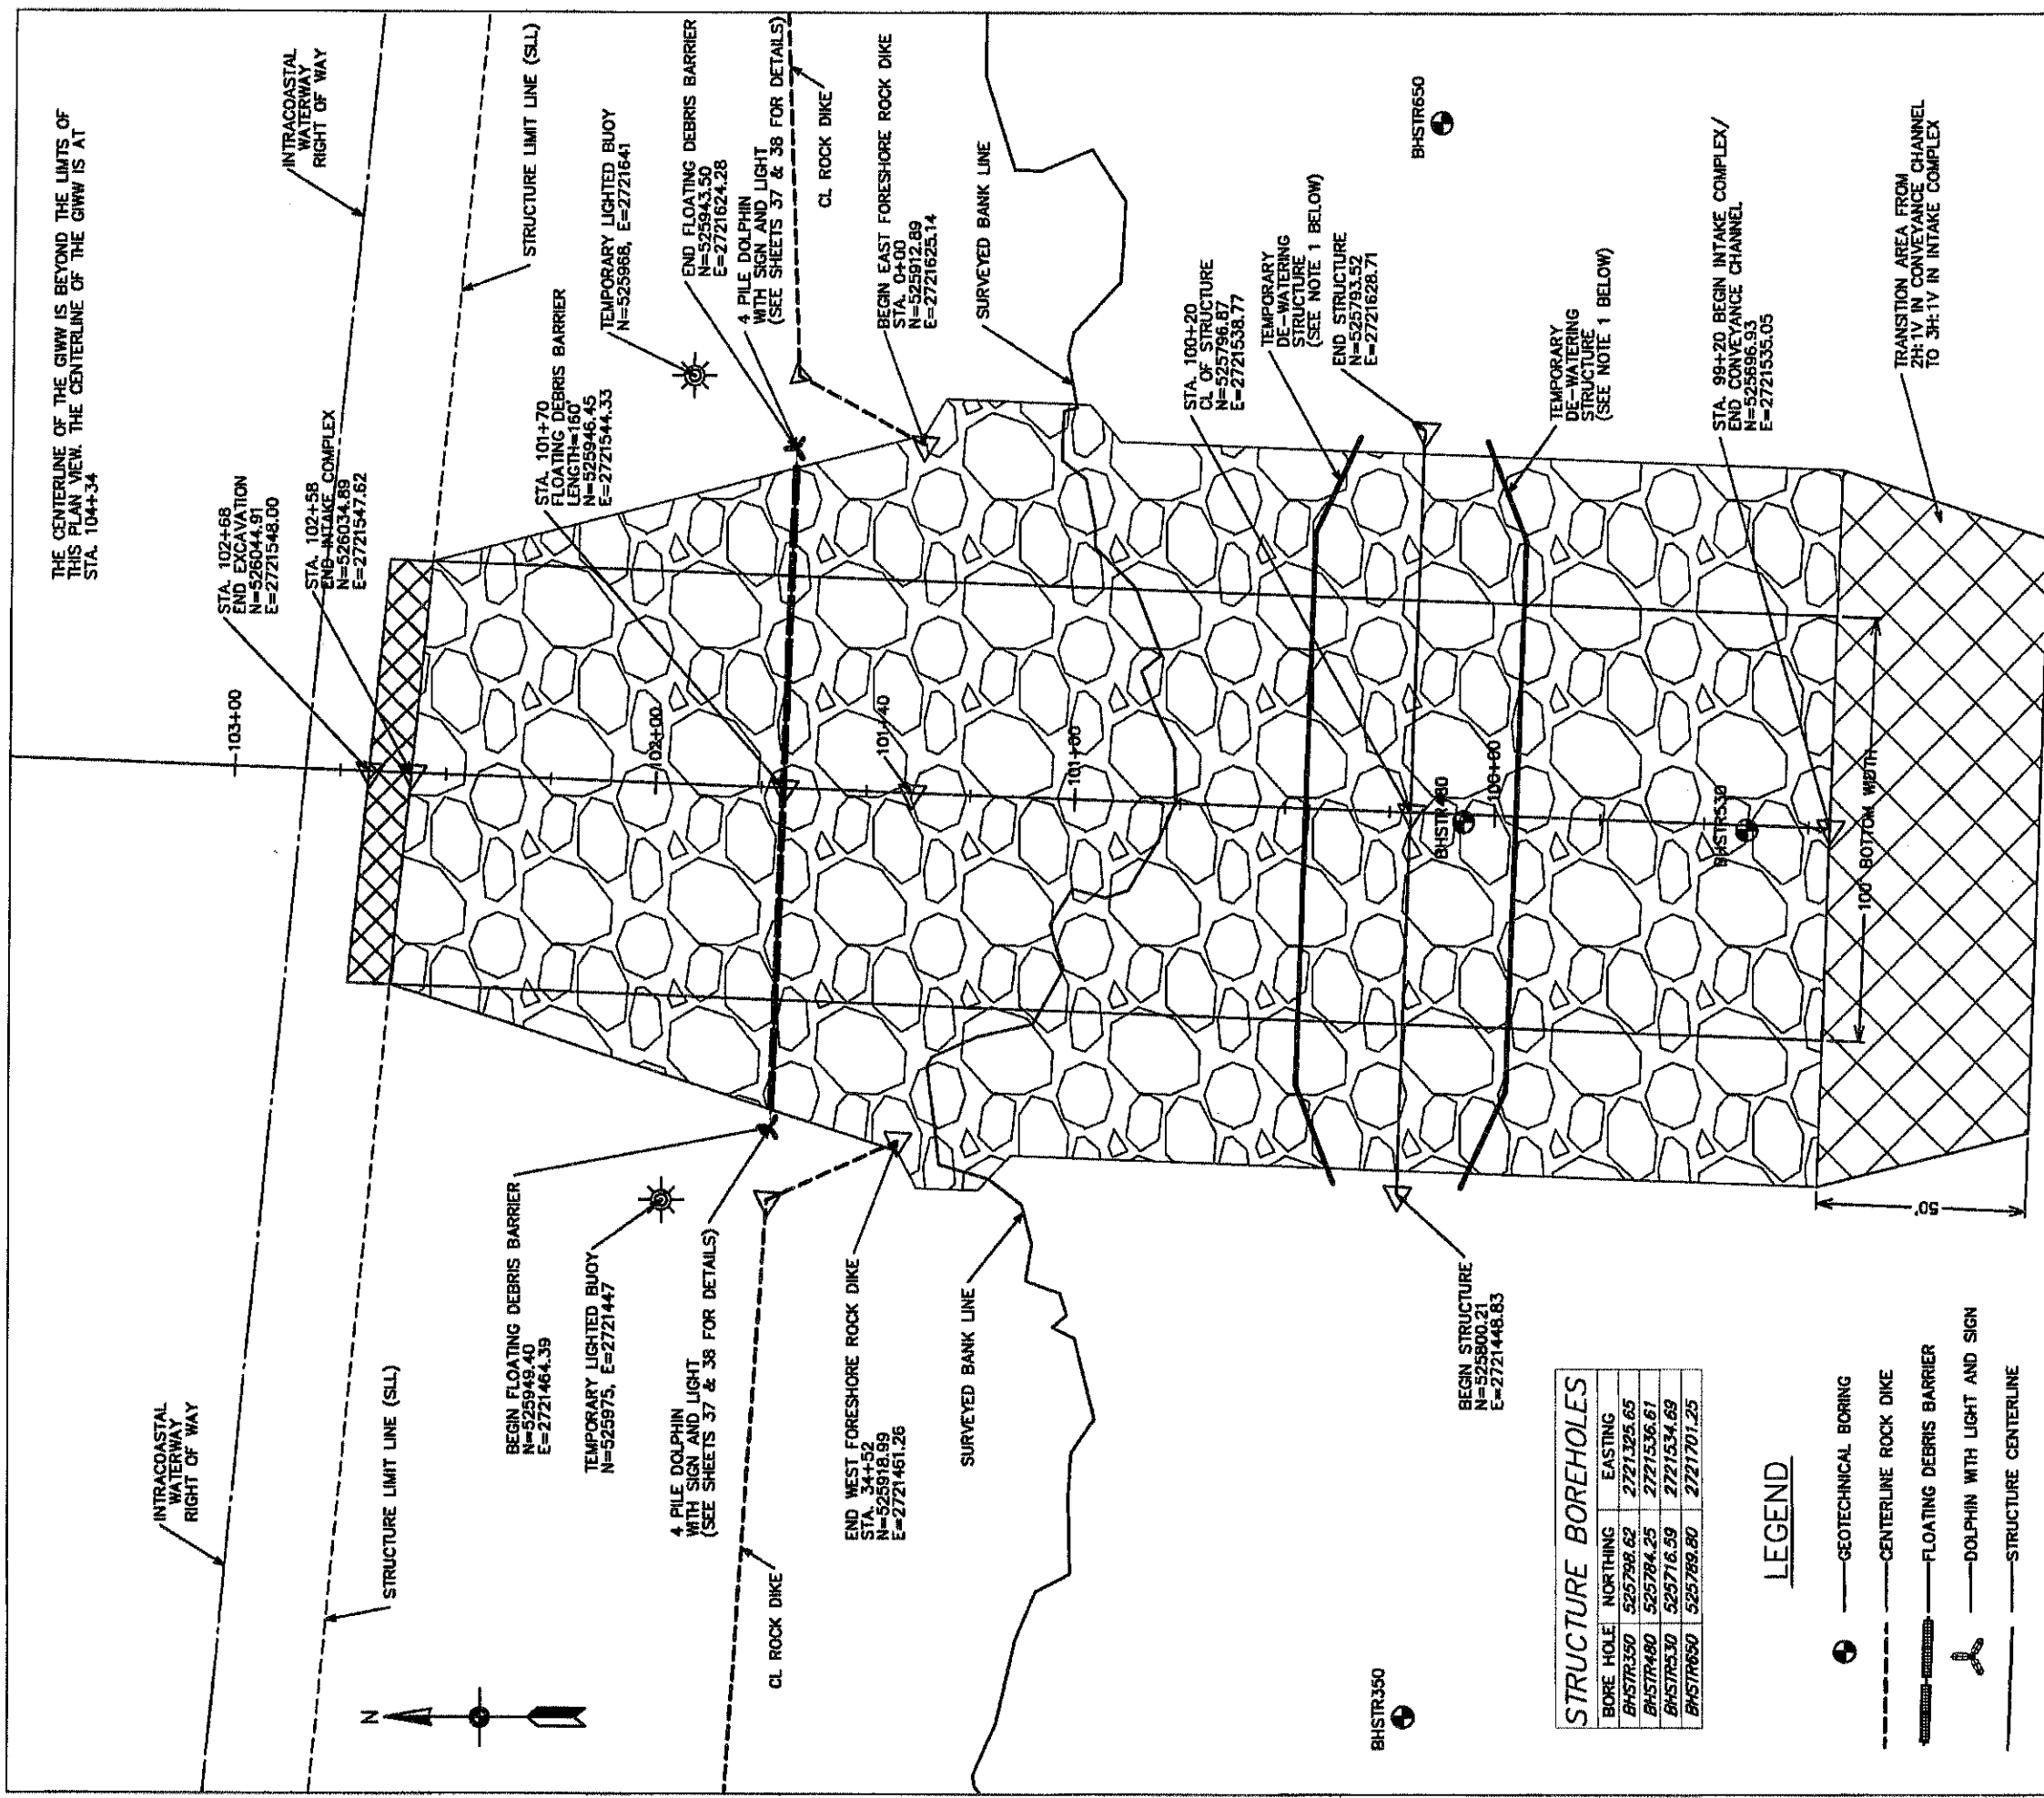 THE CENTERLINE OF THE GIWW IS BEYOND THE LIMITS OF
THIS PLAN VIEW. THE CENTERLINE OF THE GIWW IS AT
STA. 104+34
INTRACOASTAL
WATERWAY
RIGHT OF WAY
STRUCTURE LIMIT LINE (SLL)
INTRACOASTAL
WATERWAY
RIGHT OF WAY
STRUCTURE LIMIT LINE (SLL)
N
103+00
STA. 102+68
END EXCAVATION
N=526044.91
E=2721548.00
STA. 102+58
END INTAKE COMPLEX
N=526034.89
E=2721547.62
102+00
STA. 101+70
FLOATING DEBRIS BARRIER
LENGTH=160'
N=525946.45
E=2721544.33
TEMPORARY LIGHTED BUOY
N=525968, E=2721641
END FLOATING DEBRIS BARRIER
N=525943.50
E=2721624.28
4 PILE DOLPHIN
WITH SIGN AND LIGHT
(SEE SHEETS 37 & 38 FOR DETAILS)
CL ROCK DIKE
BEGIN EAST FORESHORE ROCK DIKE
STA. 0+00
N=525912.89
E=2721625.14
SURVEYED BANK LINE
BEGIN FLOATING DEBRIS BARRIER
N=525949.40
E=2721464.39
TEMPORARY LIGHTED BUOY
N=525975, E=2721447
4 PILE DOLPHIN
WITH SIGN AND LIGHT
(SEE SHEETS 37 & 38 FOR DETAILS)
CL ROCK DIKE
END WEST FORESHORE ROCK DIKE
STA. 34+52
N=525918.99
E=2721461.26
SURVEYED BANK LINE
101+40
101+00
STA. 100+20
CL OF STRUCTURE
N=525796.87
E=2721538.77
TEMPORARY
DE-WATERING
STRUCTURE
(SEE NOTE 1 BELOW)
END STRUCTURE
N=525793.52
E=2721628.71
BHSTR650
BHSTR480
100+00
BHSTR350
BEGIN STRUCTURE
N=525800.21
E=2721448.83
TEMPORARY
DE-WATERING
STRUCTURE
(SEE NOTE 1 BELOW)
BHSTR530
STA. 99+20 BEGIN INTAKE COMPLEX/
END CONVEYANCE CHANNEL
N=525696.93
E=2721535.05
100' BOTTOM WIDTH
50'
TRANSITION AREA FROM
2H:1V IN CONVEYANCE CHANNEL
TO 3H:1V IN INTAKE COMPLEX
STRUCTURE BOREHOLES
BORE HOLE NORTHING EASTING
BHSTR350 525798.62 2721325.65
BHSTR480 525784.25 2721536.61
BHSTR530 525716.59 2721534.69
BHSTR650 525789.80 2721701.25
LEGEND
GEOTECHNICAL BORING
CENTERLINE ROCK DIKE
FLOATING DEBRIS BARRIER
DOLPHIN WITH LIGHT AND SIGN
STRUCTURE CENTERLINE